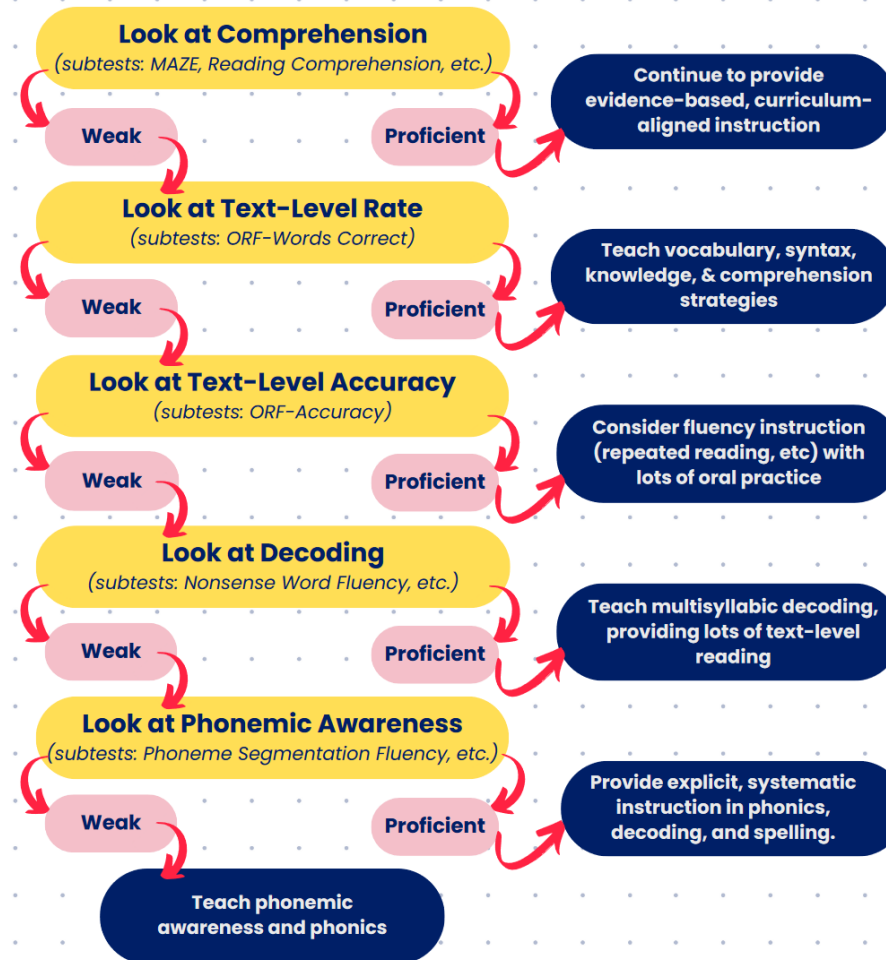 Look at Comprehension
(subtests: MAZE, Reading Comprehension, etc.)
Weak
Proficient
Continue to provide
evidence-based, curriculum-
aligned instruction
Look at Text-Level Rate
(subtests: ORF-Words Correct)
Weak
Proficient
Teach vocabulary, syntax,
knowledge, & comprehension
strategies
Look at Text-Level Accuracy
(subtests: ORF-Accuracy)
Weak
Proficient
Consider fluency instruction
(repeated reading, etc) with
lots of oral practice
Look at Decoding
(subtests: Nonsense Word Fluency, etc.)
Weak
Proficient
Teach multisyllabic decoding,
providing lots of text-level
reading
Look at Phonemic Awareness
(subtests: Phoneme Segmentation Fluency, etc.)
Weak
Proficient
Provide explicit, systematic
instruction in phonics,
decoding, and spelling.
Teach phonemic
awareness and phonics